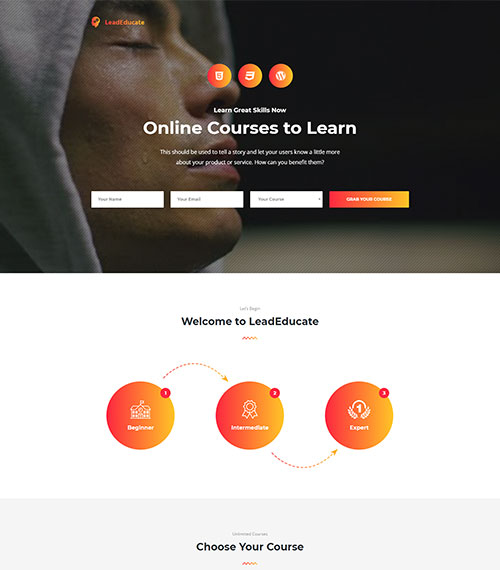 LeadEducate
Learn Great Skills Now
Online Courses to Learn
This should be used to tell a story and let your users know a little more
about your product or service. How can you benefit them?
Your Name
Your Email
Your Course
GRAB YOUR COURSE
Let's Begin
Welcome to LeadEducate
1
2
3
1
Beginner
Intermediate
Expert
Unlimited Courses
Choose Your Course